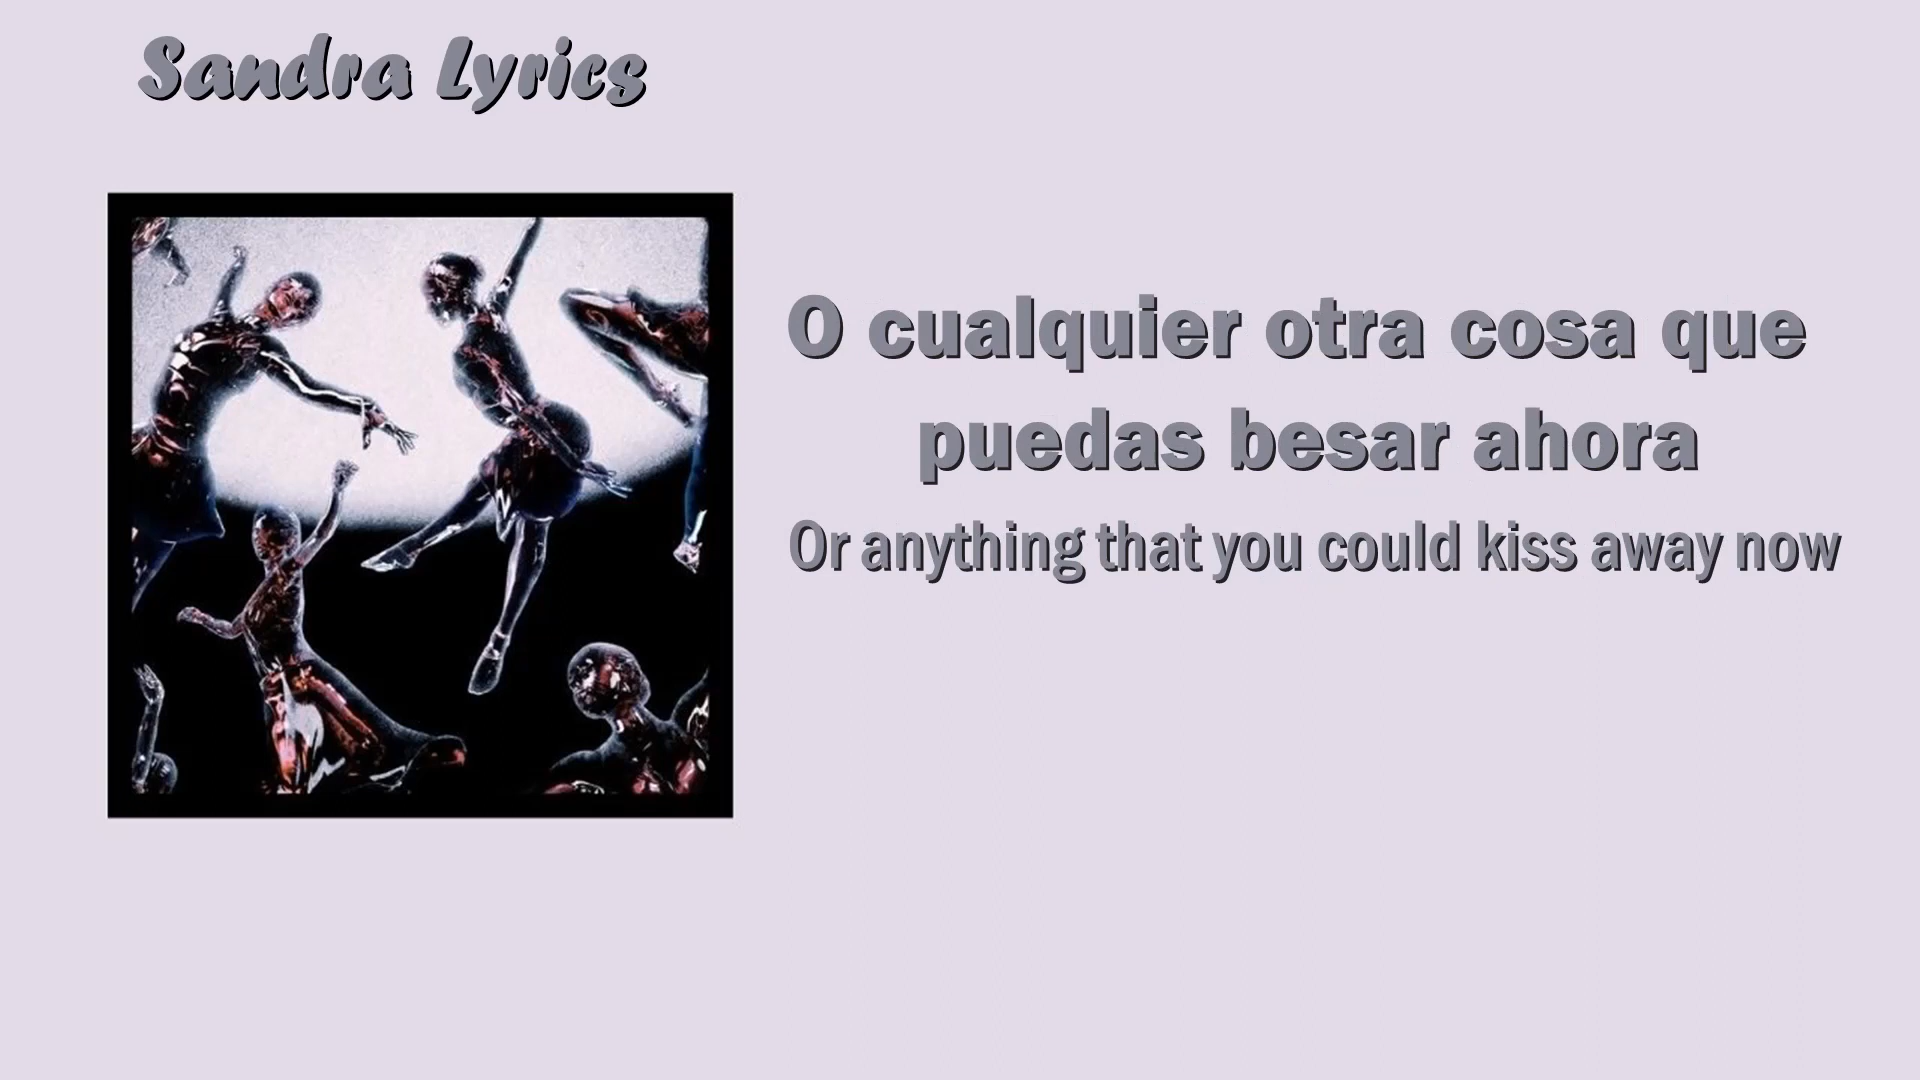 Sandra Lyrics
O cualquier otra cosa que
puedas besar ahora
Or anything that you could kiss away now